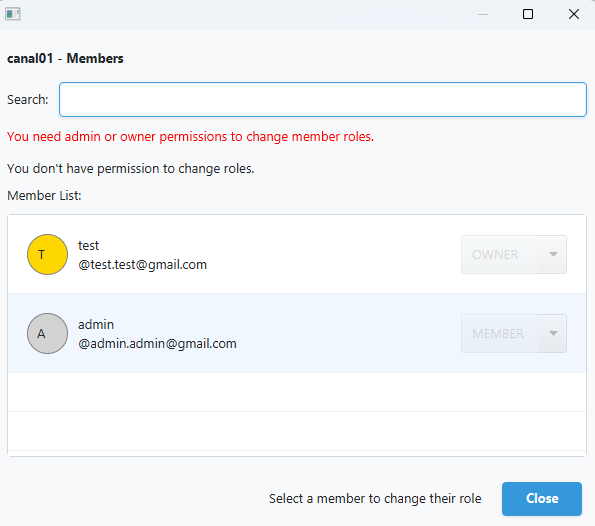 canal01 - Members
Search:
You need admin or owner permissions to change member roles.
You don't have permission to change roles.
Member List:
T
test
@test.test@gmail.com
OWNER
A
admin
@admin.admin@gmail.com
MEMBER
Select a member to change their role
Close